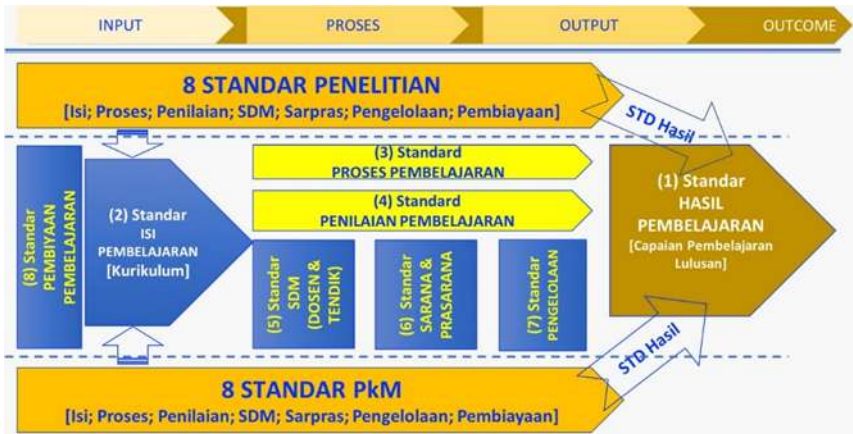 INPUT
PROSES
OUTPUT
OUTCOME
8 STANDAR PENELITIAN
[Isi; Proses; Penilaian; SDM; Sarpras; Pengelolaan; Pembiayaan]
STD Hasil
(8) Standar
PEMBIYAAN
PEMBELAJARAN
(2) Standar
ISI
PEMBELAJARAN
[Kurikulum]
(3) Standard
PROSES PEMBELAJARAN
(4) Standard
PENILAIAN PEMBELAJARAN
(5) Standar
SDM
(DOSEN &
TENDIK)
(6) Standar
SARANA &
PRASARANA
(7) Standar
PENGELOLAAN
(1) Standar
HASIL
PEMBELAJARAN
[Capaian Pembelajaran
Lulusan]
STD Hasil
8 STANDAR PkM
[Isi; Proses; Penilaian; SDM; Sarpras; Pengelolaan; Pembiayaan]